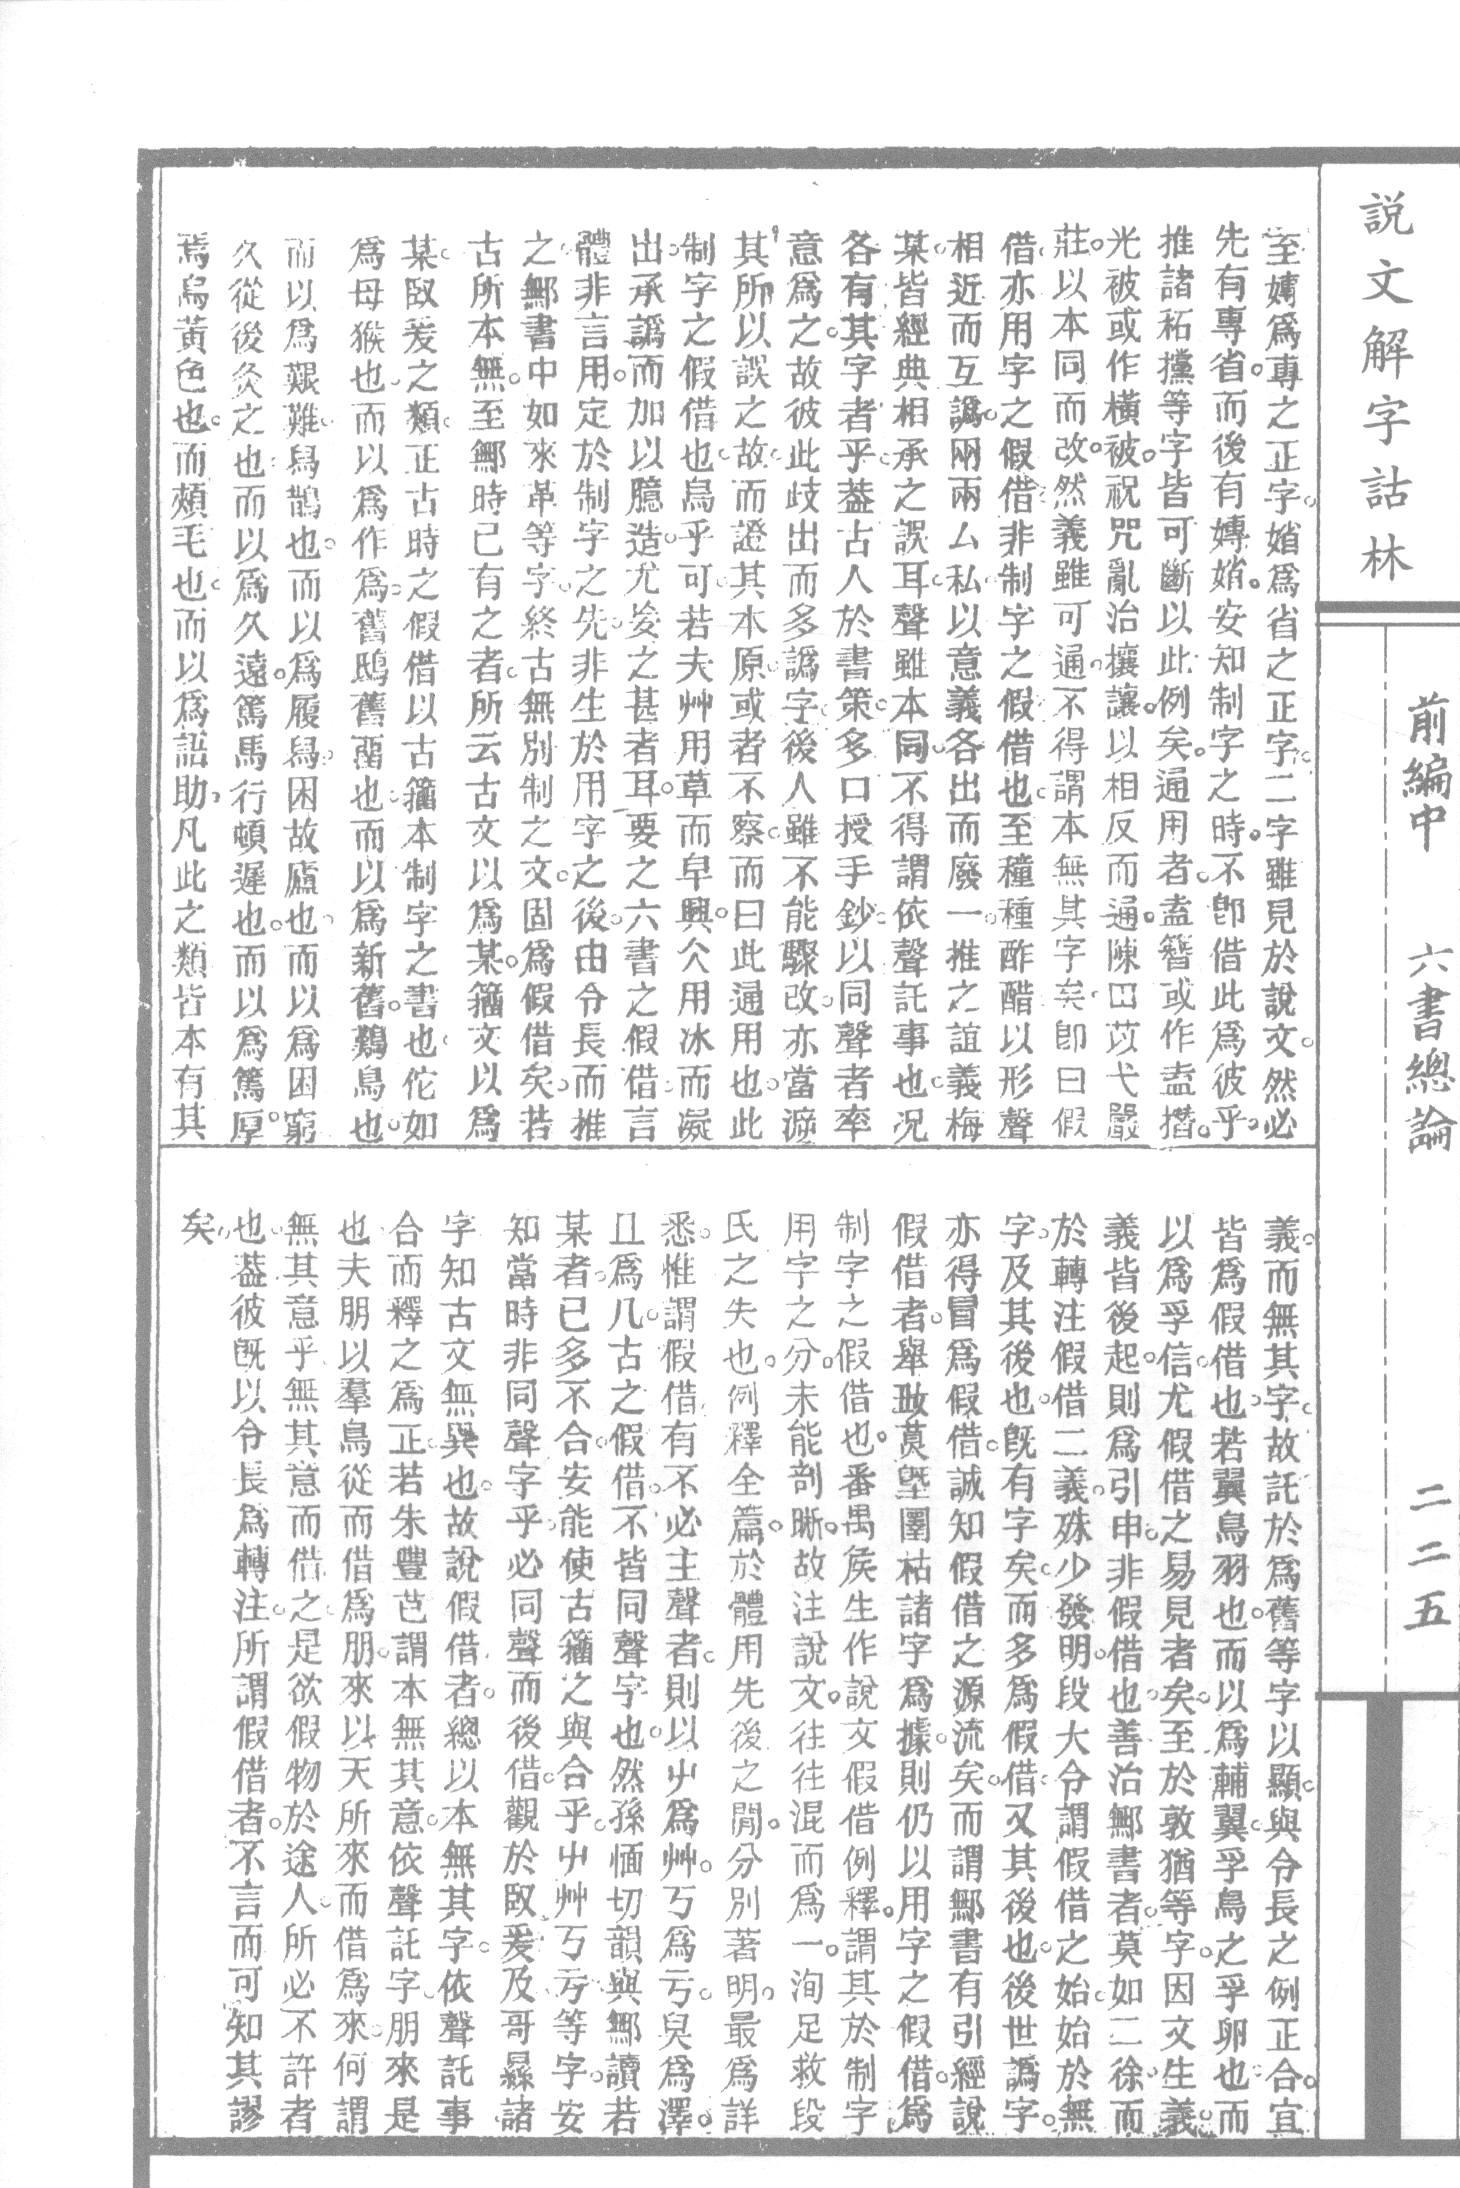 説文解字詁林
前編中　六書總論
二二五
至嫥爲專之正字。媘爲省之正字。二字雖見於說文。然必
先有專省。而後有嫥媘。安知制字之時。不卽借此爲彼乎。
推諸袥攩等字。皆可斷以此例矣。通用者。盍簪或作盍撍。
光被或作橫被。祝咒亂治攘讓。以相反而通。陳田苡弋嚴
莊。以本同而改。然義雖可通。不得謂本無其字矣。卽曰假
借。亦用字之假借。非制字之假借也。至種穜酢醋以形聲
相近而互譌。网兩厶私以意義各出而廢一。推之誼義梅
某。皆經典相承之誤耳。聲雖本同。不得謂依聲託事也。况
各有其字者乎。葢古人於書策。多口授手鈔。以同聲者率
意爲之。故彼此歧出而多譌字。後人雖不能驟改。亦當㴑
其所以誤之故。而證其本原。或者不察。而曰此通用也。此
制字之假借也。烏乎可。若夫艸用草而皁興。仌用冰而凝
出。承譌而加以臆造。尤妄之甚者耳。要之六書之假借。言
體非言用。定於制字之先。非生於用字之後。由令長而推
之鄦書中。如來革等字。終古無別制之文。固爲假借矣。若
古所本無。至鄦時已有之者。所云古文以爲某。籒文以爲
某。臤爰之類。正古時之假借。以古籒本制字之書也。佗如
爲母猴也。而以爲作爲。舊鴟舊䨂也。而以爲新舊。鷬鳥也。
而以爲艱難。舄鵲也。而以爲履舄。困故廬也。而以爲困窮。
久從後灸之也。而以爲久遠。篤馬行頓遲也。而以爲篤厚。
焉鳥黃色也。而頰毛也。而以爲語助。凡此之類。皆本有其
義。而無其字。故託於爲舊等字以顯。與令長之例正合。宜
皆爲假借也。若翼鳥羽也。而以爲輔翼。孚鳥之孚卵也。而
以爲孚信。尤假借之易見者矣。至於敦猶等字。因文生義。
義皆後起。則爲引申。非假借也。善治鄦書者。莫如二徐。而
於轉注假借二義。殊少發明。段大令謂假借之始。始於無
字。及其後也。旣有字矣。而多爲假借。又其後也。後世譌字。
亦得冒爲假借。誠知假借之源流矣。而謂鄦書有引經說
假借者。舉㺪莫堲圛枯諸字爲據。則仍以用字之假借。爲
制字之假借也。番禺侯生作說文假借例釋。謂其於制字
用字之分。未能剖晰。故注說文。往往混而爲一。洵足救段
氏之失也。例釋全篇。於體用先後之閒。分別著明。最爲詳
悉。惟謂假借有不必主聲者。則以屮爲艸。丂爲亏。臭爲澤。
且爲几。古之假借。不皆同聲字也。然孫愐切韻與鄦讀若
某者。已多不合。安能使古籒之與合乎。屮艸丂亏等字。安
知當時非同聲字乎。必同聲而後借。觀於臤爰及哥㬎諸
字。知古文無異也。故說假借者。總以本無其字。依聲託事
合而釋之爲正。若朱豐芑謂本無其意。依聲託字。朋來是
也。夫朋以羣鳥從而借爲朋。來以天所來而借爲來。何謂
無其意乎。無其意而借之。是欲假物於途人。所必不許者
也。葢彼旣以令長爲轉注。所謂假借者。不言而可知其謬
矣。